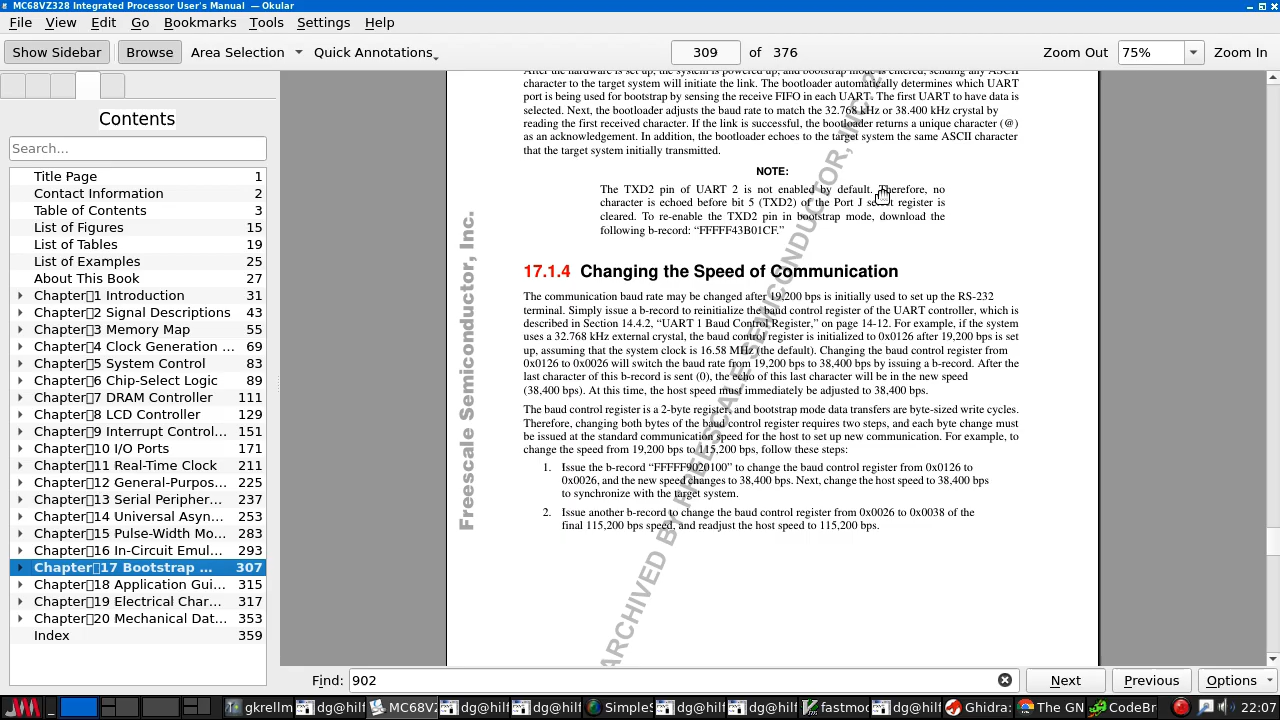 MC68VZ328 Integrated Processor User's Manual — Okular
File View Edit Go Bookmarks Tools Settings Help
Show Sidebar Browse Area Selection Quick Annotations 309 of 376 Zoom Out 75% Zoom In
Contents
Search...
Title Page 1
Contact Information 2
Table of Contents 3
List of Figures 15
List of Tables 19
List of Examples 25
About This Book 27
Chapter 1 Introduction 31
Chapter 2 Signal Descriptions 43
Chapter 3 Memory Map 55
Chapter 4 Clock Generation ... 69
Chapter 5 System Control 83
Chapter 6 Chip-Select Logic 89
Chapter 7 DRAM Controller 111
Chapter 8 LCD Controller 129
Chapter 9 Interrupt Control... 151
Chapter 10 I/O Ports 171
Chapter 11 Real-Time Clock 211
Chapter 12 General-Purpos... 225
Chapter 13 Serial Peripher... 237
Chapter 14 Universal Asyn... 253
Chapter 15 Pulse-Width Mo... 283
Chapter 16 In-Circuit Emul... 293
Chapter 17 Bootstrap ... 307
Chapter 18 Application Gui... 315
Chapter 19 Electrical Char... 317
Chapter 20 Mechanical Dat... 353
Index 359
After the hardware is set up, the system is powered up, and bootstrap mode is entered, sending any ASCII
character to the target system will initiate the link. The bootloader automatically determines which UART
port is being used for bootstrap by sensing the receive FIFO in each UART. The first UART to have data is
selected. Next, the bootloader adjusts the baud rate to match the 32.768 kHz or 38.400 kHz crystal by
reading the first received character. If the link is successful, the bootloader returns a unique character (@)
as an acknowledgement. In addition, the bootloader echoes to the target system the same ASCII character
that the target system initially transmitted.
NOTE:
The TXD2 pin of UART 2 is not enabled by default. Therefore, no
character is echoed before bit 5 (TXD2) of the Port J select register is
cleared. To re-enable the TXD2 pin in bootstrap mode, download the
following b-record: “FFFFF43B01CF.”
17.1.4 Changing the Speed of Communication
The communication baud rate may be changed after 19,200 bps is initially used to set up the RS-232
terminal. Simply issue a b-record to reinitialize the baud control register of the UART controller, which is
described in Section 14.4.2, “UART 1 Baud Control Register,” on page 14-12. For example, if the system
uses a 32.768 kHz external crystal, the baud control register is initialized to 0x0126 after 19,200 bps is set
up, assuming that the system clock is 16.58 MHz (the default). Changing the baud control register from
0x0126 to 0x0026 will switch the baud rate from 19,200 bps to 38,400 bps by issuing a b-record. After the
last character of this b-record is sent (0), the echo of this last character will be in the new speed
(38,400 bps). At this time, the host speed must immediately be adjusted to 38,400 bps.
The baud control register is a 2-byte register, and bootstrap mode data transfers are byte-sized write cycles.
Therefore, changing both bytes of the baud control register requires two steps, and each byte change must
be issued at the standard communication speed for the host to set up new communication. For example, to
change the speed from 19,200 bps to 115,200 bps, follow these steps:
1. Issue the b-record “FFFFF9020100” to change the baud control register from 0x0126 to
0x0026, and the new speed changes to 38,400 bps. Next, change the host speed to 38,400 bps
to synchronize with the target system.
2. Issue another b-record to change the baud control register from 0x0026 to 0x0038 of the
final 115,200 bps speed, and readjust the host speed to 115,200 bps.
Freescale Semiconductor, Inc.
ARCHIVED BY FREESCALE SEMICONDUCTOR, INC.
Find: 902 Next Previous Options
gkrellm dg@hilf MC68V dg@hilf dg@hilf SimpleS dg@hilf dg@hilf fastmo Ghidra: The GN CodeBr 22:07